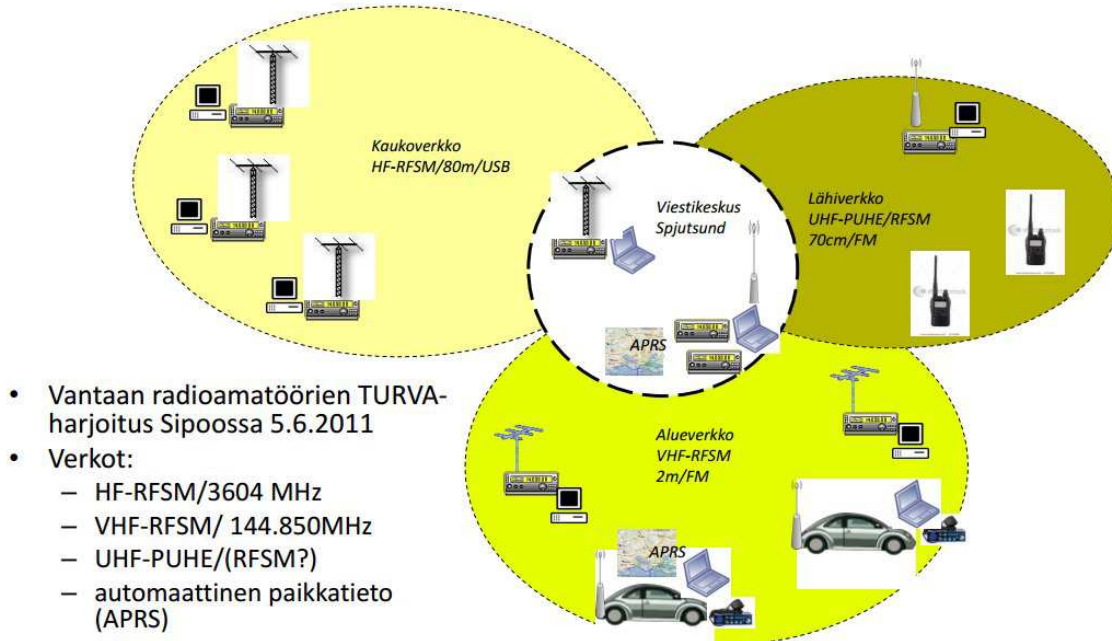 Kaukoverkko
HF-RFSM/80m/USB
Viestikeskus
Spjutsund
Lähiverkko
UHF-PUHE/RFSM
70cm/FM
APRS
Alueverkko
VHF-RFSM
2m/FM
APRS
• Vantaan radioamatöörien TURVA-
harjoitus Sipoossa 5.6.2011
• Verkot:
– HF-RFSM/3604 MHz
– VHF-RFSM/ 144.850MHz
– UHF-PUHE/(RFSM?)
– automaattinen paikkatieto
(APRS)